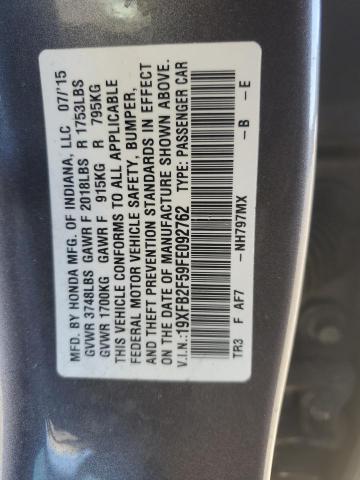 MFD. BY HONDA MFG. OF INDIANA, LLC 07/'15
GVWR 3748LBS GAWR F 2018LBS R 1753LBS
GVWR 1700KG GAWR F 915KG R 795KG
THIS VEHICLE CONFORMS TO ALL APPLICABLE
FEDERAL MOTOR VEHICLE SAFETY, BUMPER,
AND THEFT PREVENTION STANDARDS IN EFFECT
ON THE DATE OF MANUFACTURE SHOWN ABOVE.
V.I.N.:19XFB2F59FE092762 TYPE: PASSENGER CAR
TR3 F AF7 -NH797MX -B -E